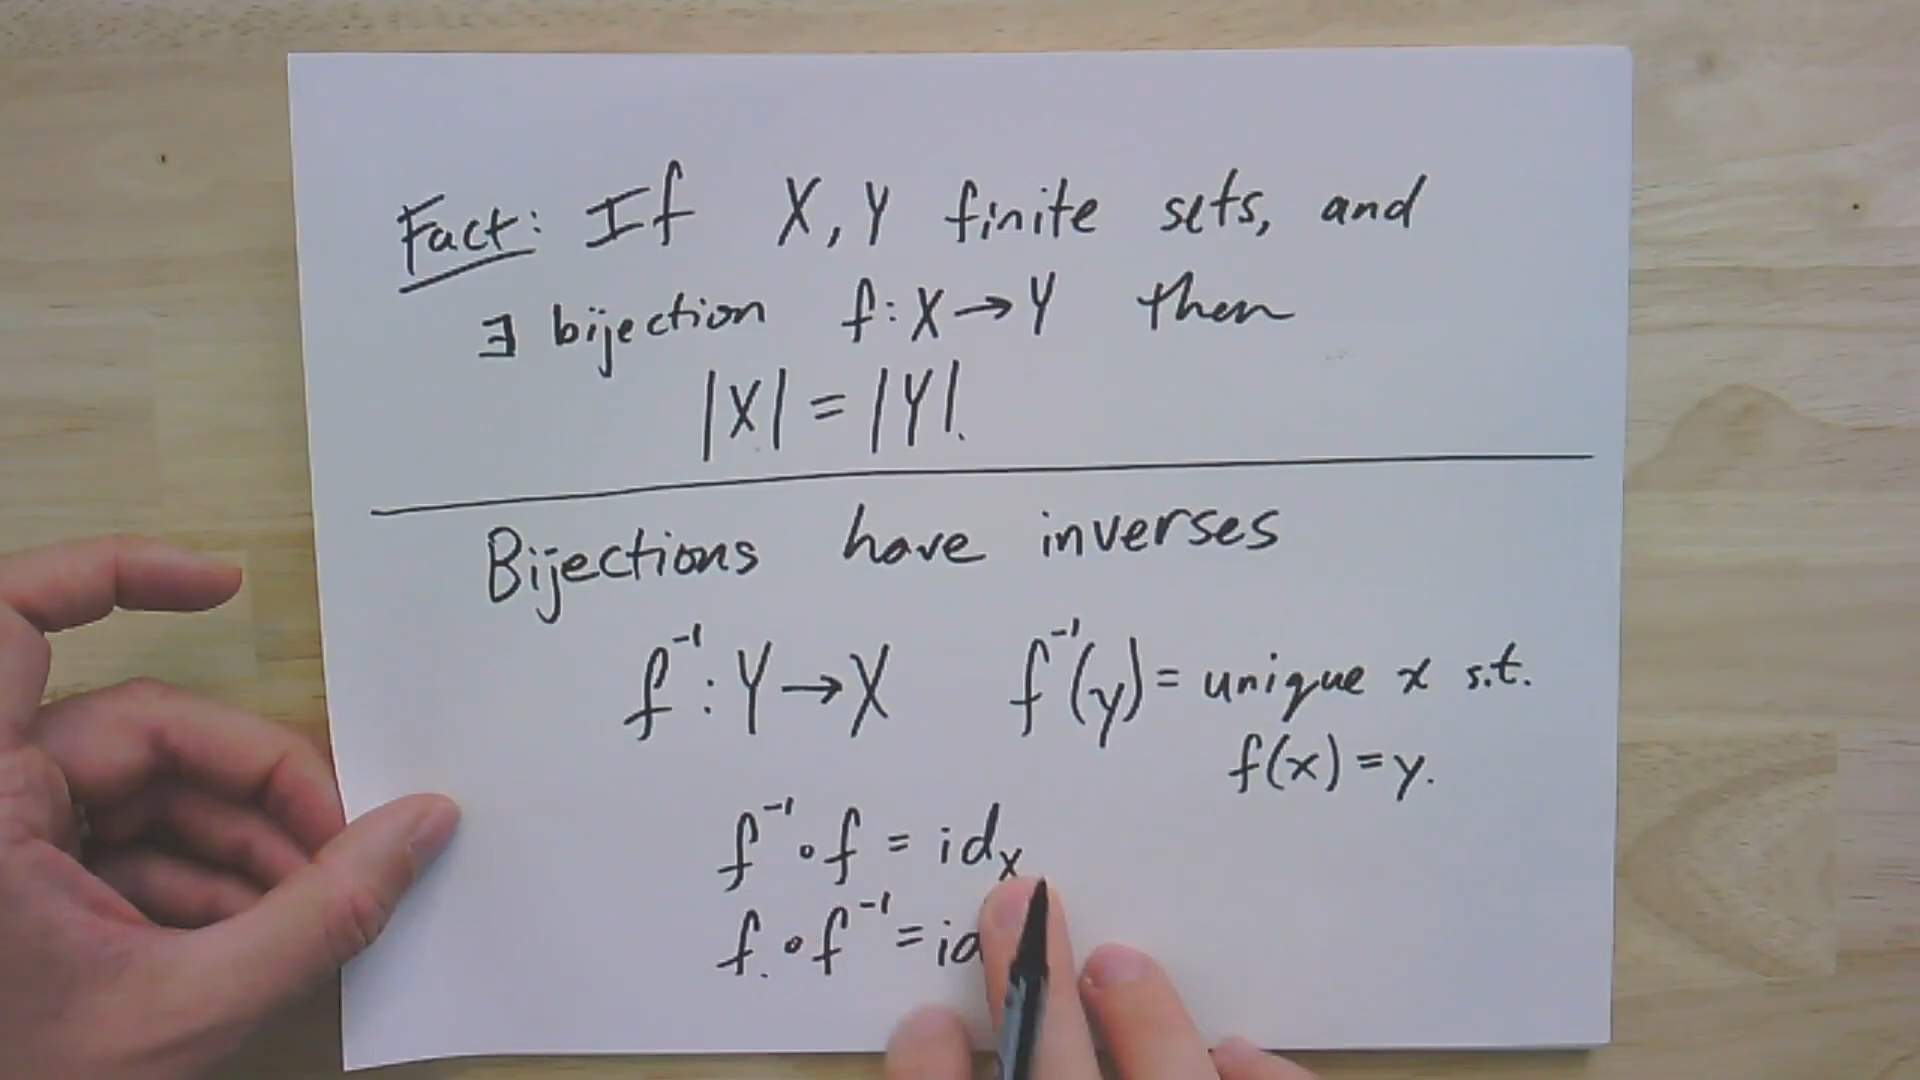 Fact: If X, Y finite sets, and
∃ bijection f: X → Y then
|X| = |Y|.
Bijections have inverses
f⁻¹: Y → X f⁻¹(y) = unique x s.t.
f(x) = y.
f⁻¹ ∘ f = id_X
f ∘ f⁻¹ = id